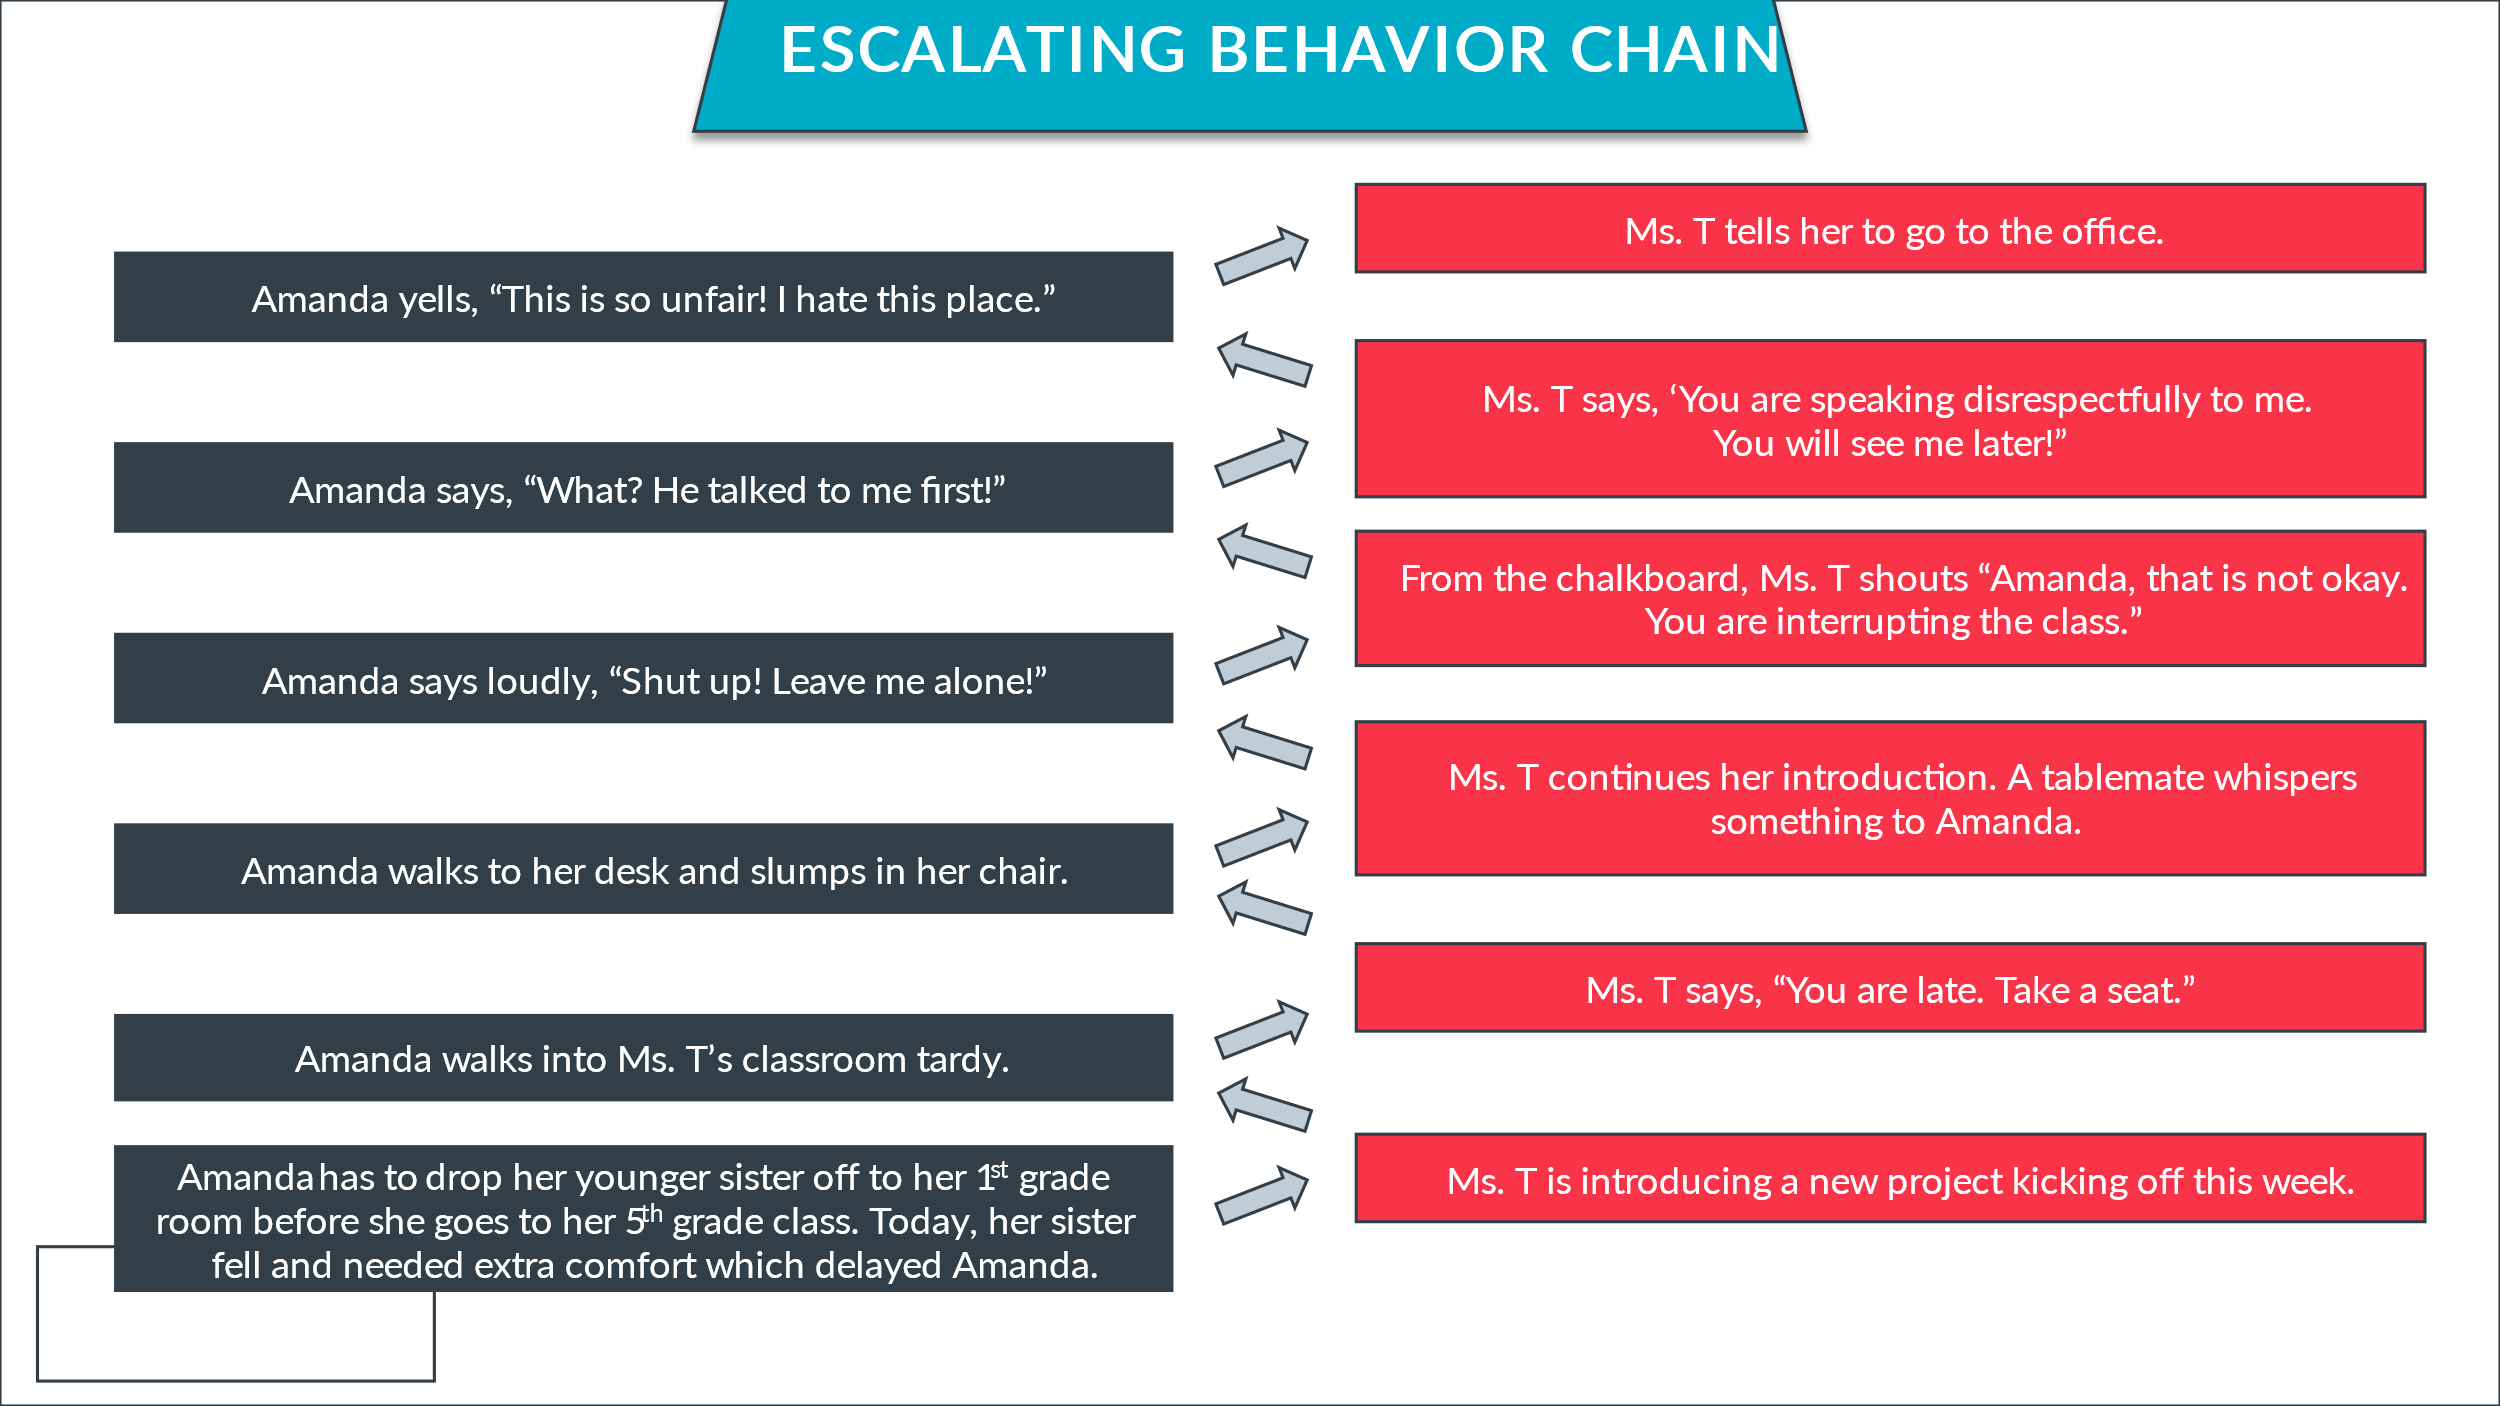 ESCALATING BEHAVIOR CHAIN
Ms. T tells her to go to the office.
Amanda yells, “This is so unfair! I hate this place.”
Ms. T says, ‘You are speaking disrespectfully to me.
You will see me later!”
Amanda says, “What? He talked to me first!”
From the chalkboard, Ms. T shouts “Amanda, that is not okay.
You are interrupting the class.”
Amanda says loudly, “Shut up! Leave me alone!”
Ms. T continues her introduction. A tablemate whispers
something to Amanda.
Amanda walks to her desk and slumps in her chair.
Ms. T says, “You are late. Take a seat.”
Amanda walks into Ms. T’s classroom tardy.
Ms. T is introducing a new project kicking off this week.
Amanda has to drop her younger sister off to her 1st grade
room before she goes to her 5th grade class. Today, her sister
fell and needed extra comfort which delayed Amanda.